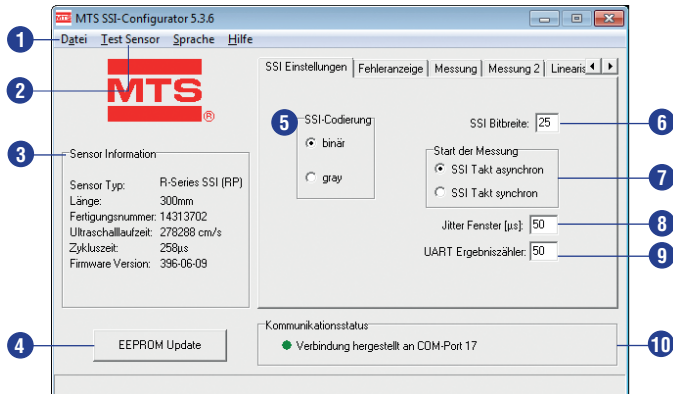 MTS SSI-Configurator 5.3.6
1 Datei Test Sensor Sprache Hilfe
2
MTS
®
SSI Einstellungen Fehleranzeige Messung Messung 2 Linearis
5 SSI-Codierung
binär
gray
SSI Bitbreite: 25 6
Start der Messung
SSI Takt asynchron
SSI Takt synchron
7
Jitter Fenster [µs]: 50 8
UART Ergebniszähler: 50 9
3 Sensor Information
Sensor Typ: R-Series SSI (RP)
Länge: 300mm
Fertigungsnummer: 14313702
Ultraschalllaufzeit: 278288 cm/s
Zykluszeit: 258µs
Firmware Version: 396-06-09
4 EEPROM Update
Kommunikationsstatus
Verbindung hergestellt an COM-Port 17 10